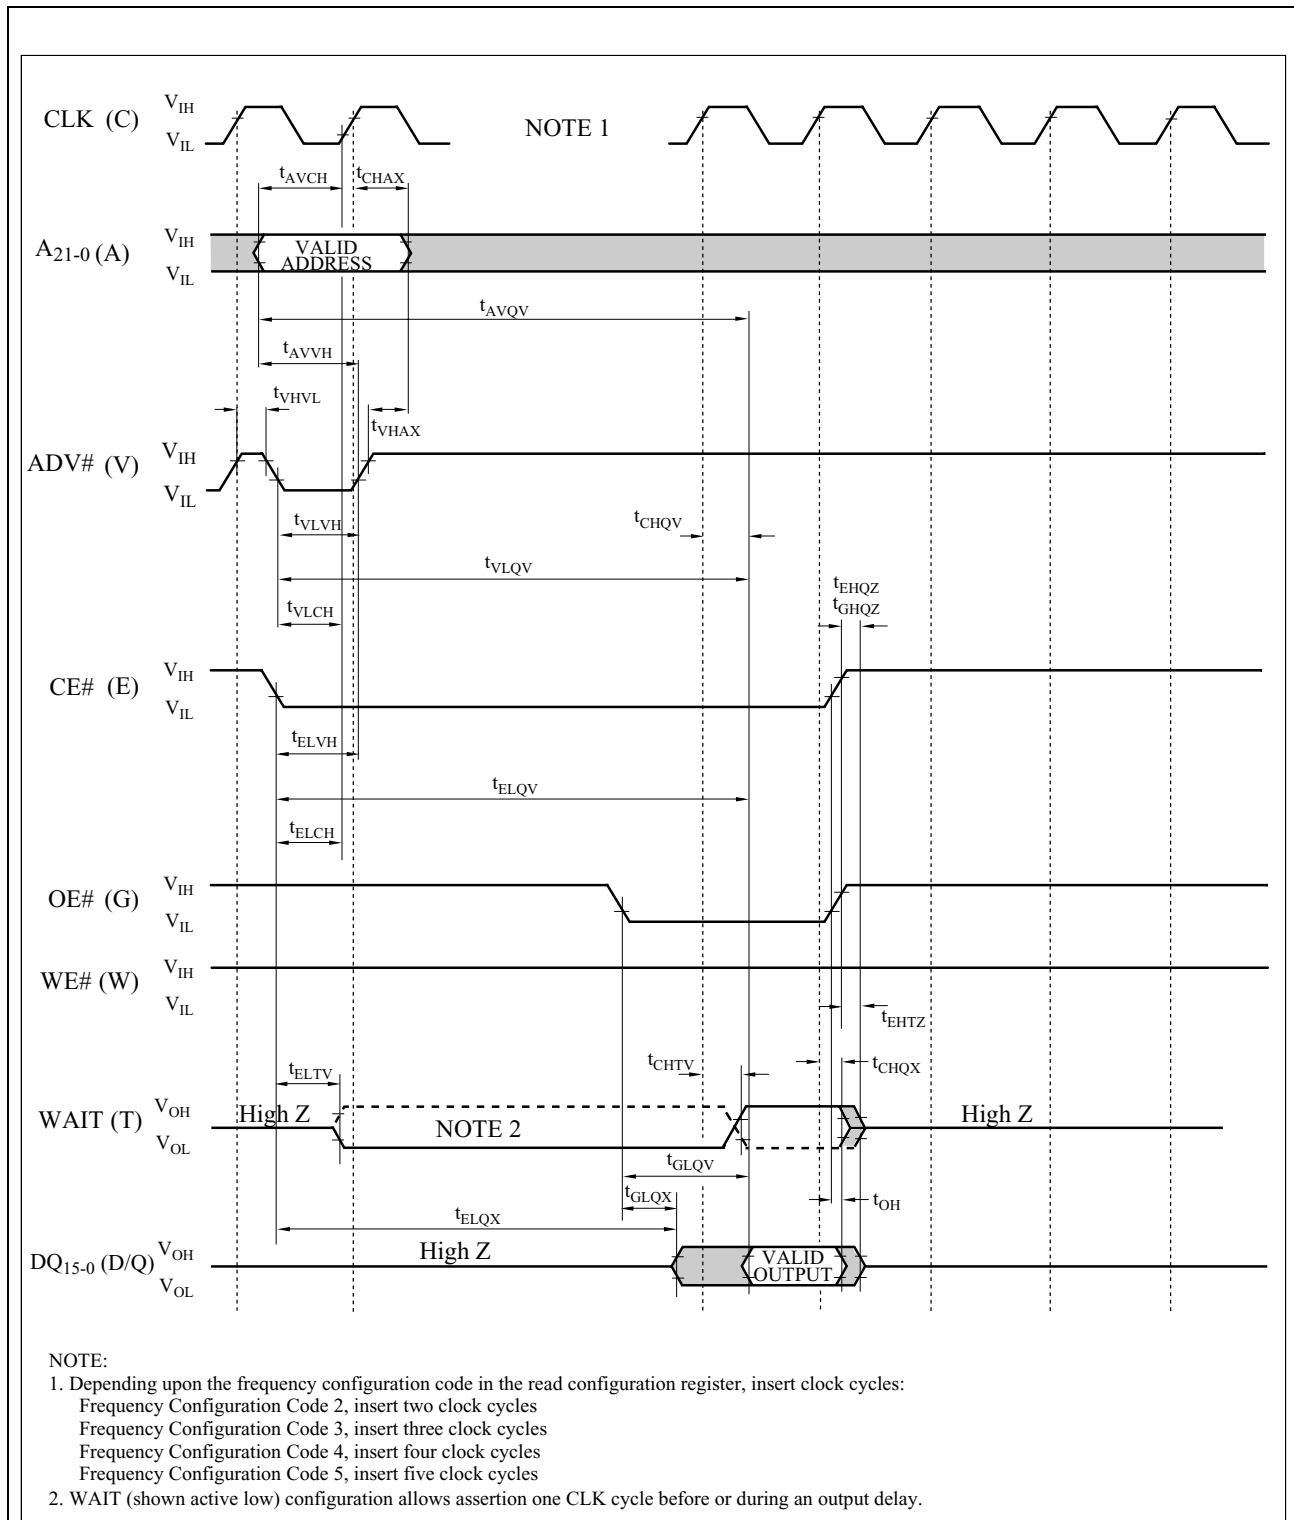 CLK (C) VIH
VIL
NOTE 1
tAVCH tCHAX
A21-0 (A) VIH
VIL
VALID
ADDRESS
tAVQV
tAVVH
tVHVL
tVHAX
ADV# (V) VIH
VIL
tVLVH
tCHQV
tVLQV
tVLCH
tEHQZ
tGHQZ
CE# (E) VIH
VIL
tELVH
tELQV
tELCH
OE# (G) VIH
VIL
WE# (W) VIH
VIL
tEHTZ
tELTV
tCHTV
tCHQX
WAIT (T) VOH
VOL
High Z
NOTE 2
High Z
tGLQV
tGLQX
tOH
tELQX
DQ15-0 (D/Q) VOH
VOL
High Z
VALID
OUTPUT
NOTE:
1. Depending upon the frequency configuration code in the read configuration register, insert clock cycles:
Frequency Configuration Code 2, insert two clock cycles
Frequency Configuration Code 3, insert three clock cycles
Frequency Configuration Code 4, insert four clock cycles
Frequency Configuration Code 5, insert five clock cycles
2. WAIT (shown active low) configuration allows assertion one CLK cycle before or during an output delay.